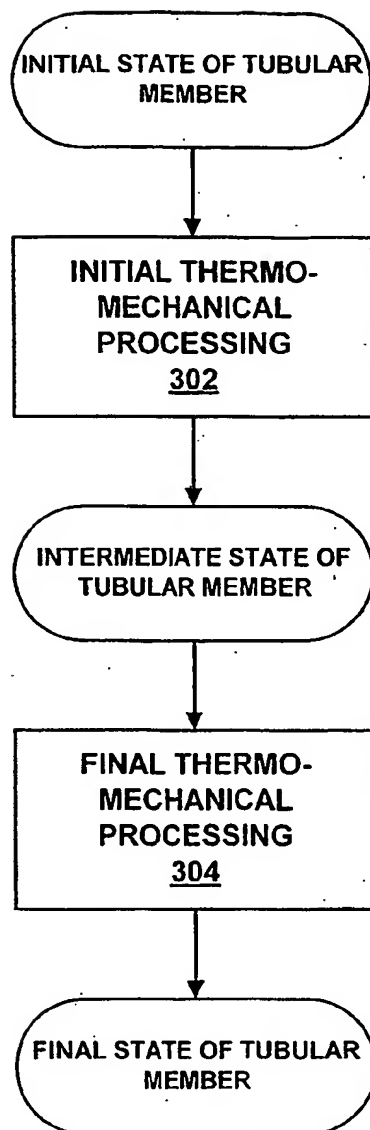 INITIAL STATE OF TUBULAR
MEMBER
INITIAL THERMO-
MECHANICAL
PROCESSING
302
INTERMEDIATE STATE OF
TUBULAR MEMBER
FINAL THERMO-
MECHANICAL
PROCESSING
304
FINAL STATE OF TUBULAR
MEMBER